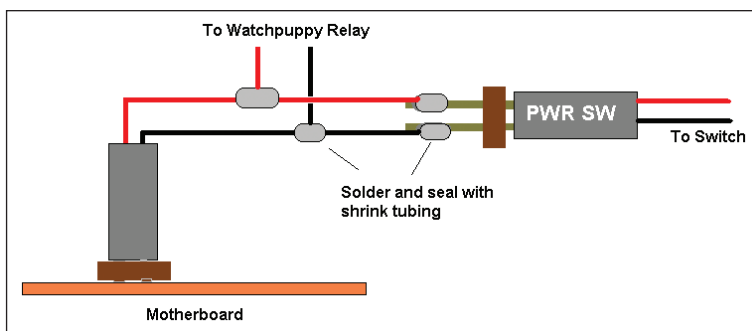 To Watchpuppy Relay
PWR SW
To Switch
Solder and seal with
shrink tubing
Motherboard